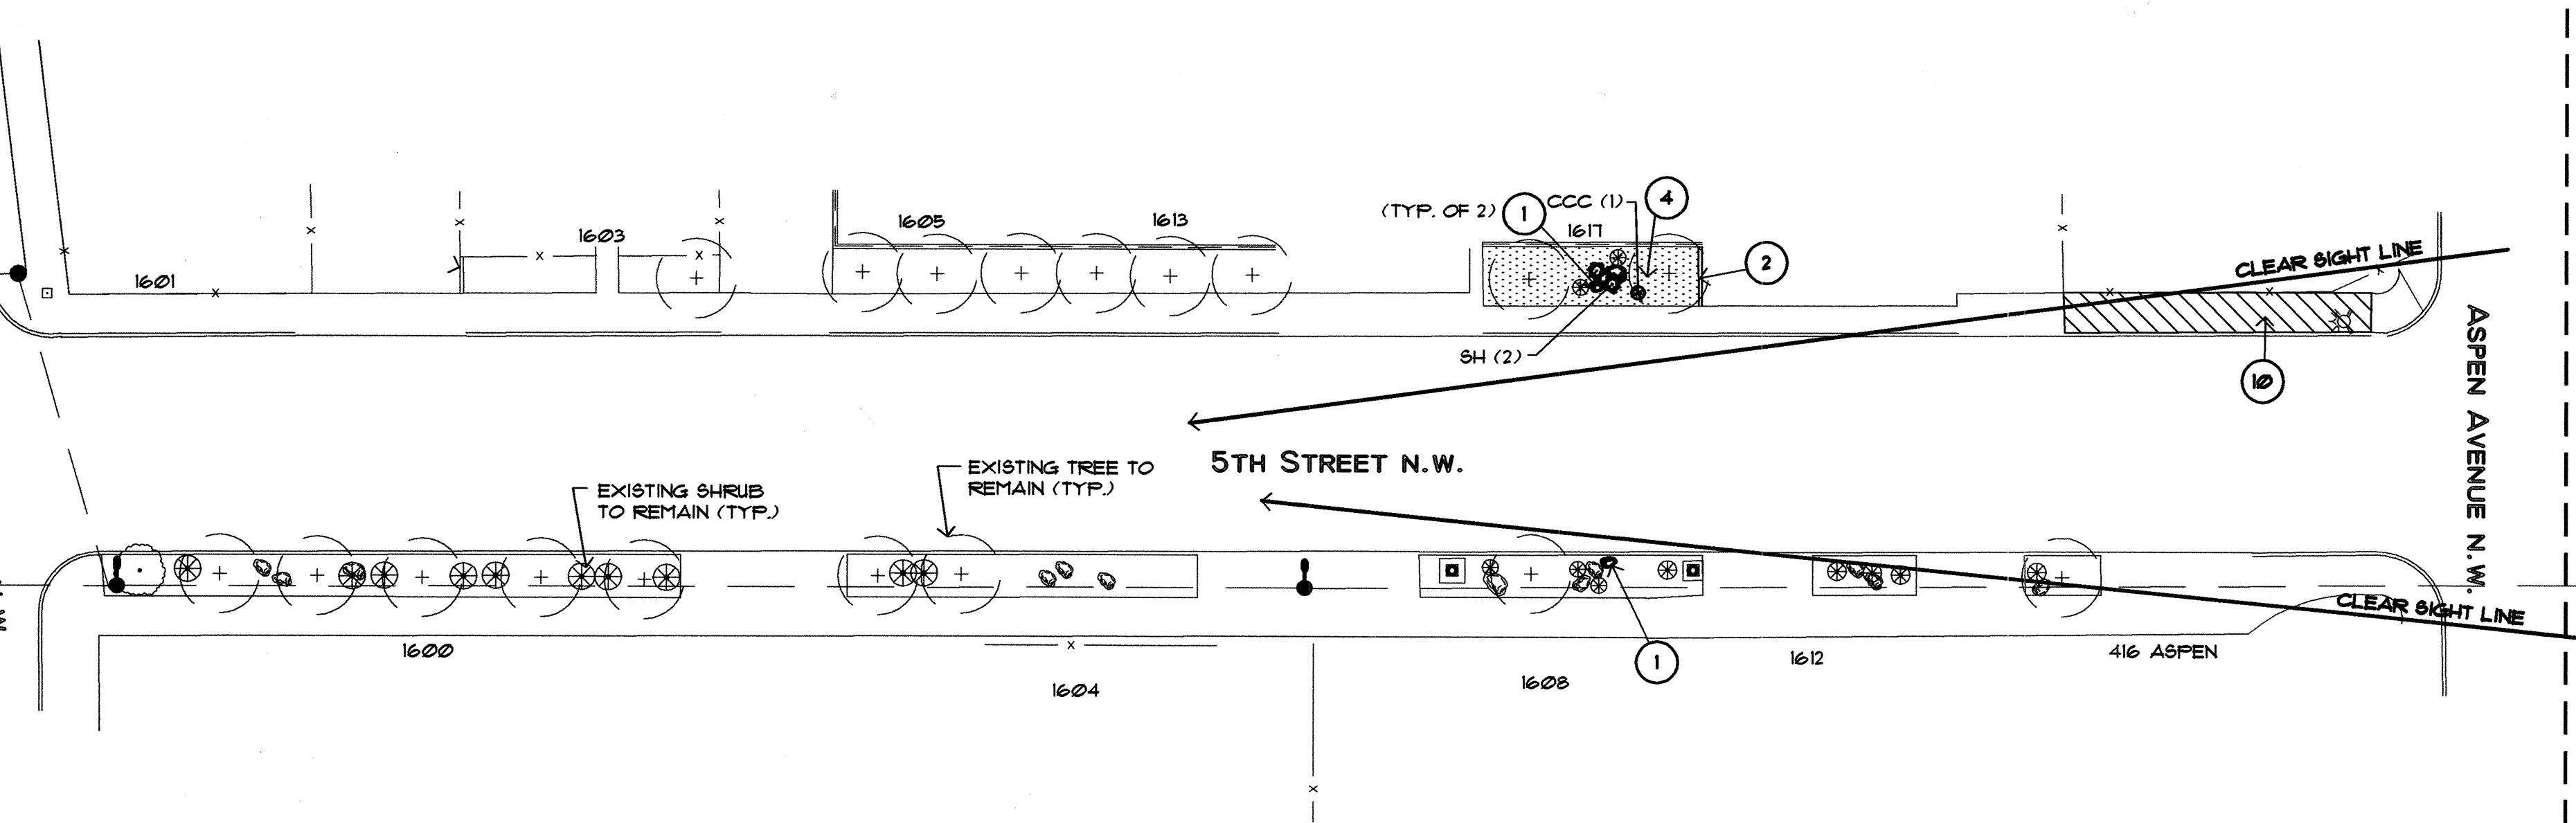 1601
1603
1605
1613
(TYP. OF 2)
1
CCC (1)
4
1617
2
SH (2)
CLEAR SIGHT LINE
10
ASPEN AVENUE N.W.
5TH STREET N.W.
EXISTING SHRUB
TO REMAIN (TYP.)
EXISTING TREE TO
REMAIN (TYP.)
CLEAR SIGHT LINE
1600
1604
1608
1
1612
416 ASPEN